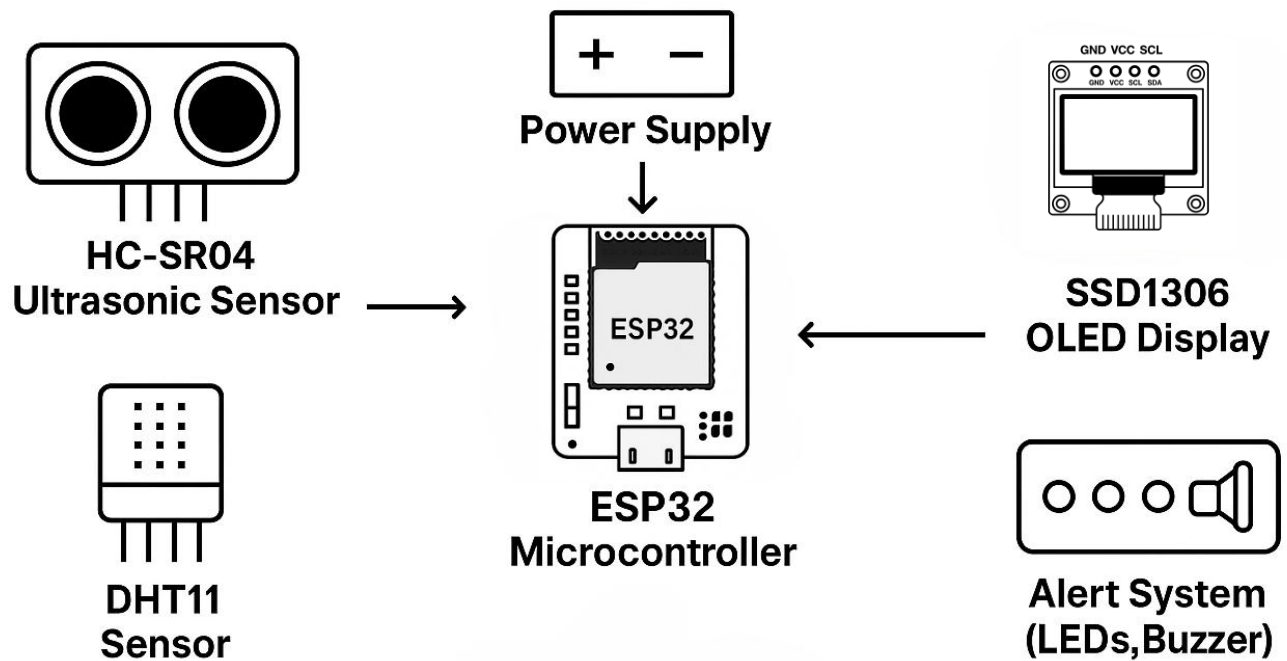 + −
Power Supply
GND VCC SCL
GND VCC SCL SDA
HC-SR04
Ultrasonic Sensor
ESP32
SSD1306
OLED Display
ESP32
Microcontroller
DHT11
Sensor
Alert System
(LEDs,Buzzer)